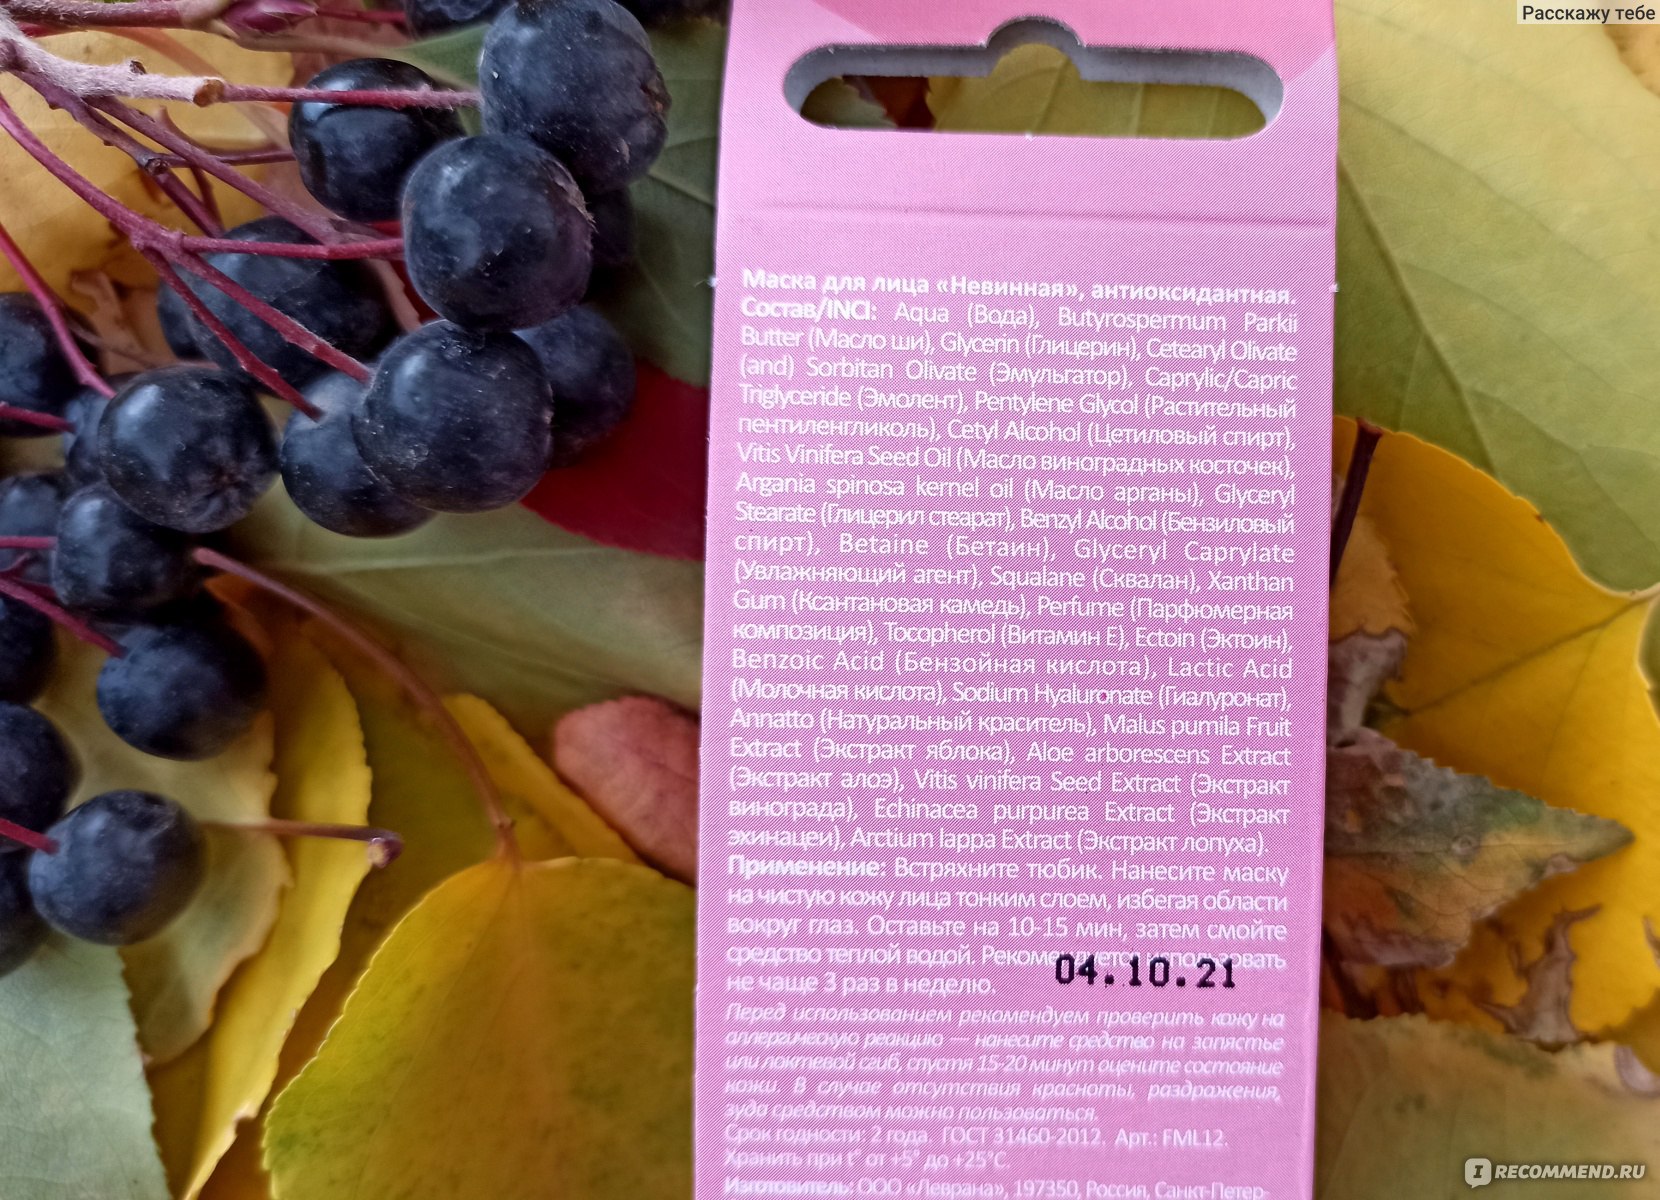 Расскажу тебе
Маска для лица «Невинная», антиоксидантная.
Состав/INCI: Aqua (Вода), Butyrospermum Parkii
Butter (Масло ши), Glycerin (Глицерин), Cetearyl Olivate
(and) Sorbitan Olivate (Эмульгатор), Caprylic/Capric
Triglyceride (Эмолент), Pentylene Glycol (Растительный
пентиленгликоль), Cetyl Alcohol (Цетиловый спирт),
Vitis Vinifera Seed Oil (Масло виноградных косточек),
Argania spinosa kernel oil (Масло арганы), Glyceryl
Stearate (Глицерил стеарат), Benzyl Alcohol (Бензиловый
спирт), Betaine (Бетаин), Glyceryl Caprylate
(Увлажняющий агент), Squalane (Сквалан), Xanthan
Gum (Ксантановая камедь), Perfume (Парфюмерная
композиция), Tocopherol (Витамин Е), Ectoin (Эктоин),
Benzoic Acid (Бензойная кислота), Lactic Acid
(Молочная кислота), Sodium Hyaluronate (Гиалуронат),
Annatto (Натуральный краситель), Malus pumila Fruit
Extract (Экстракт яблока), Aloe arborescens Extract
(Экстракт алоэ), Vitis vinifera Seed Extract (Экстракт
винограда), Echinacea purpurea Extract (Экстракт
эхинацеи), Arctium lappa Extract (Экстракт лопуха).
Применение: Встряхните тюбик. Нанесите маску
на чистую кожу лица тонким слоем, избегая области
вокруг глаз. Оставьте на 10-15 мин, затем смойте
средство теплой водой. Рекомендуется использовать
04.10.21
не чаще 3 раз в неделю.
Перед использованием рекомендуем проверить кожу на
аллергическую реакцию — нанесите средство на запястье
или локтевой сгиб, спустя 15-20 минут оцените состояние
кожи. В случае отсутствия красноты, раздражения,
зуда средством можно пользоваться.
Срок годности: 2 года. ГОСТ 31460-2012. Арт.: FML12.
Хранить при t° от +5° до +25°С.
Изготовитель: ООО «Леврана», 197350, Россия, Санкт-Петер-
IRECOMMEND.RU